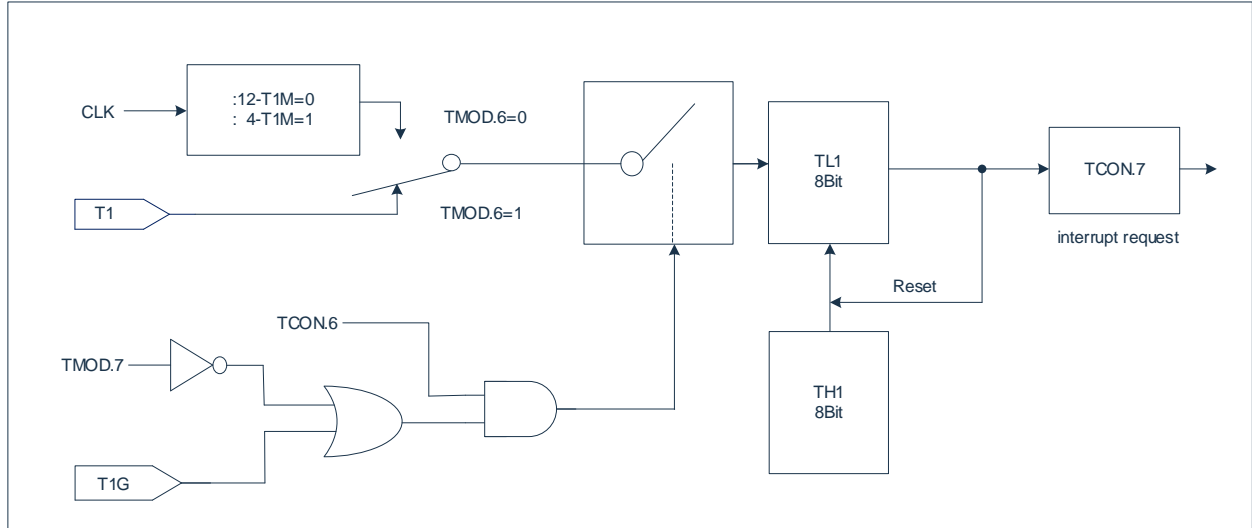 CLK
:12-T1M=0
: 4-T1M=1
TMOD.6=0
T1
TMOD.6=1
TL1
8Bit
TCON.7
interrupt request
Reset
TCON.6
TMOD.7
TH1
8Bit
T1G